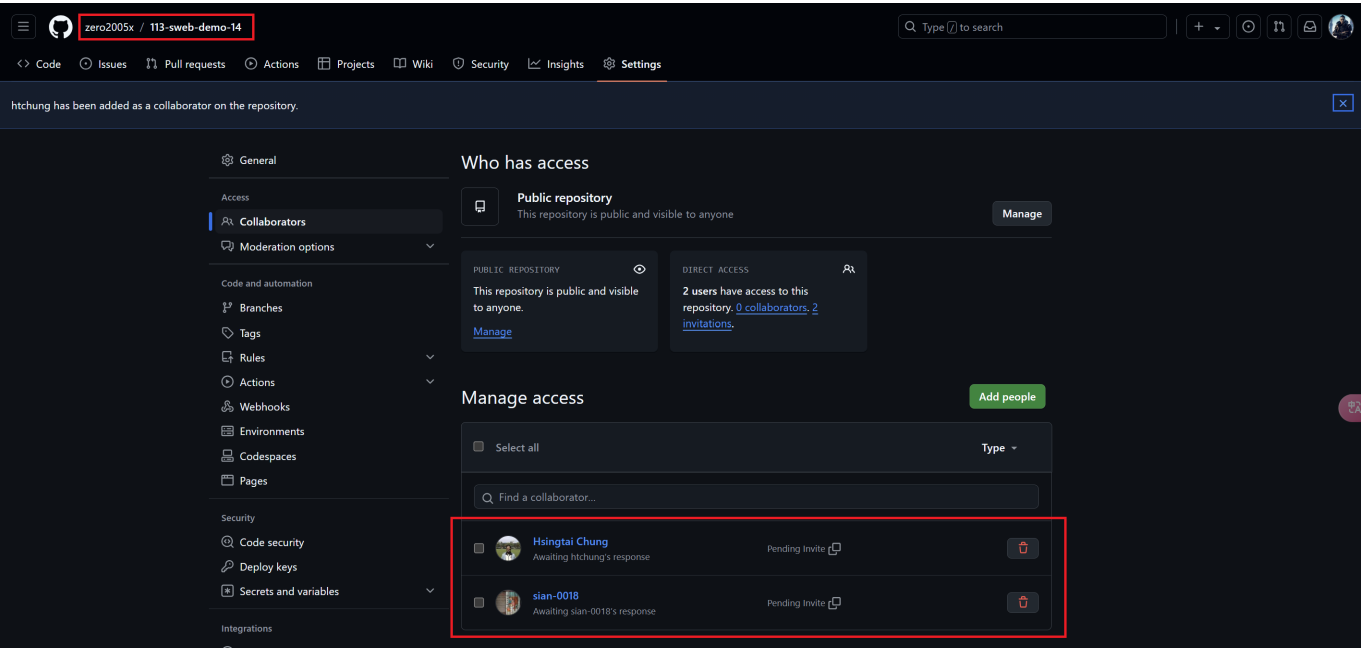 zero2005x / 113-sweb-demo-14
Type / to search
Code Issues Pull requests Actions Projects Wiki Security Insights Settings
htchung has been added as a collaborator on the repository.
General
Access
Collaborators
Moderation options
Code and automation
Branches
Tags
Rules
Actions
Webhooks
Environments
Codespaces
Pages
Security
Code security
Deploy keys
Secrets and variables
Integrations
Who has access
Public repository
This repository is public and visible to anyone
Manage
PUBLIC REPOSITORY
This repository is public and visible
to anyone.
Manage
DIRECT ACCESS
2 users have access to this
repository. 0 collaborators. 2
invitations.
Manage access
Add people
Select all
Type
Find a collaborator...
Hsingtai Chung
Awaiting htchung's response
Pending Invite
sian-0018
Awaiting sian-0018's response
Pending Invite